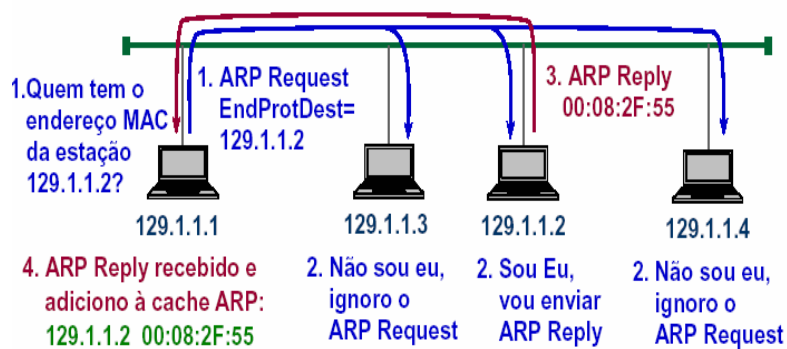 1.Quem tem o
endereço MAC
da estação
129.1.1.2?
1. ARP Request
EndProtDest=
129.1.1.2
3. ARP Reply
00:08:2F:55
129.1.1.1
129.1.1.3
129.1.1.2
129.1.1.4
4. ARP Reply recebido e
adiciono à cache ARP:
129.1.1.2 00:08:2F:55
2. Não sou eu,
ignoro o
ARP Request
2. Sou Eu,
vou enviar
ARP Reply
2. Não sou eu,
ignoro o
ARP Request